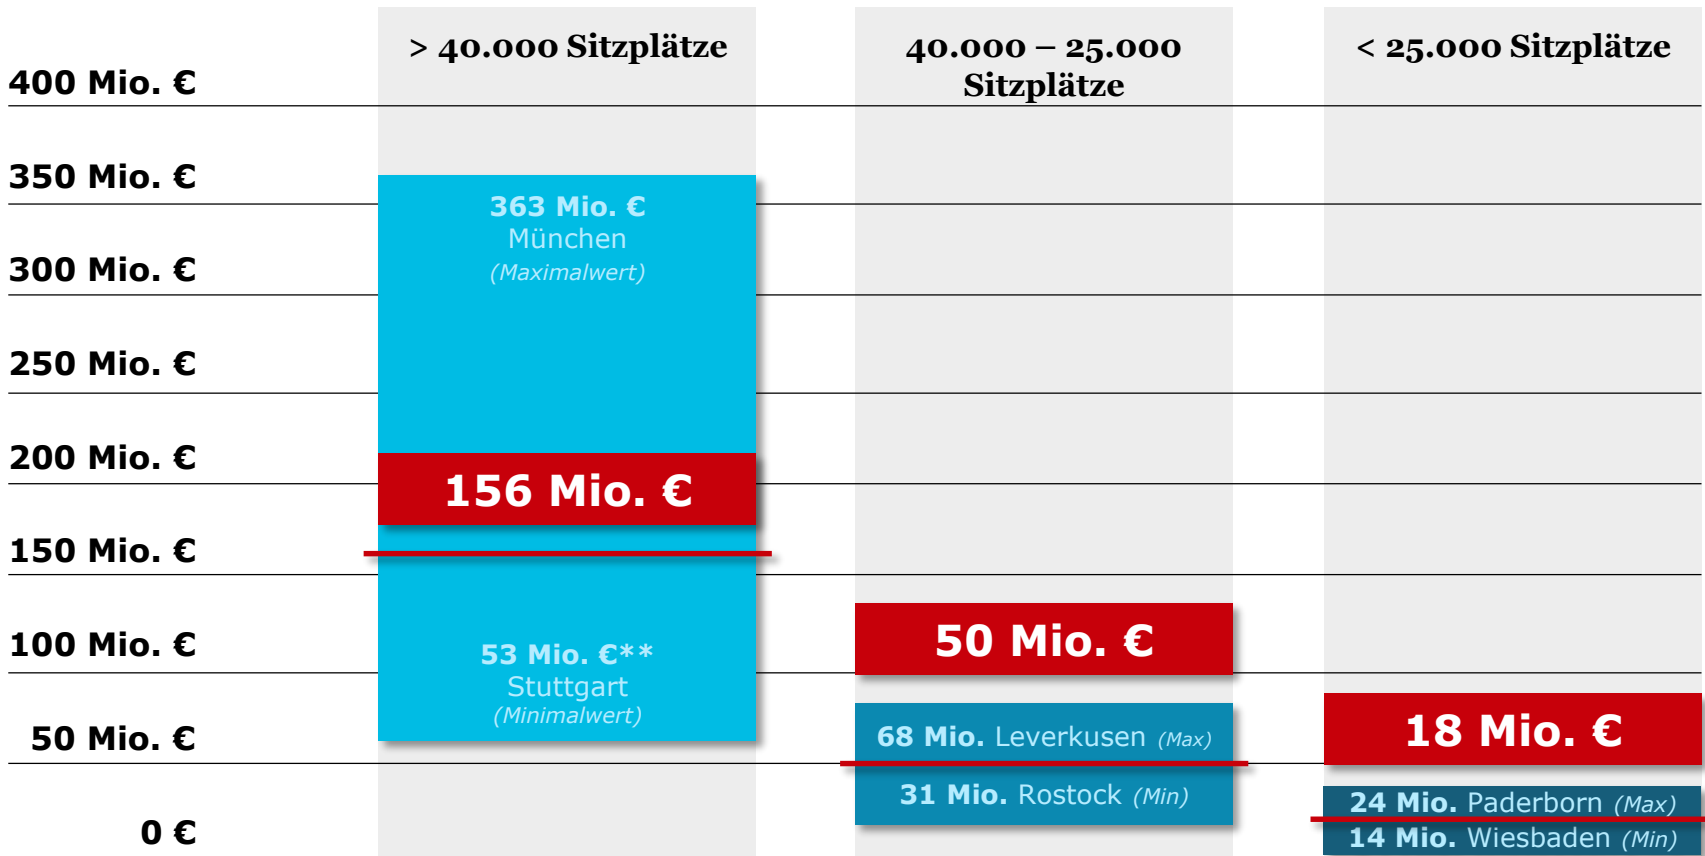 > 40.000 Sitzplätze
40.000 – 25.000
Sitzplätze
< 25.000 Sitzplätze
400 Mio. €
350 Mio. €
300 Mio. €
250 Mio. €
200 Mio. €
150 Mio. €
100 Mio. €
50 Mio. €
0 €
363 Mio. €
München
(Maximalwert)
156 Mio. €
53 Mio. €**
Stuttgart
(Minimalwert)
50 Mio. €
68 Mio. Leverkusen (Max)
31 Mio. Rostock (Min)
18 Mio. €
24 Mio. Paderborn (Max)
14 Mio. Wiesbaden (Min)